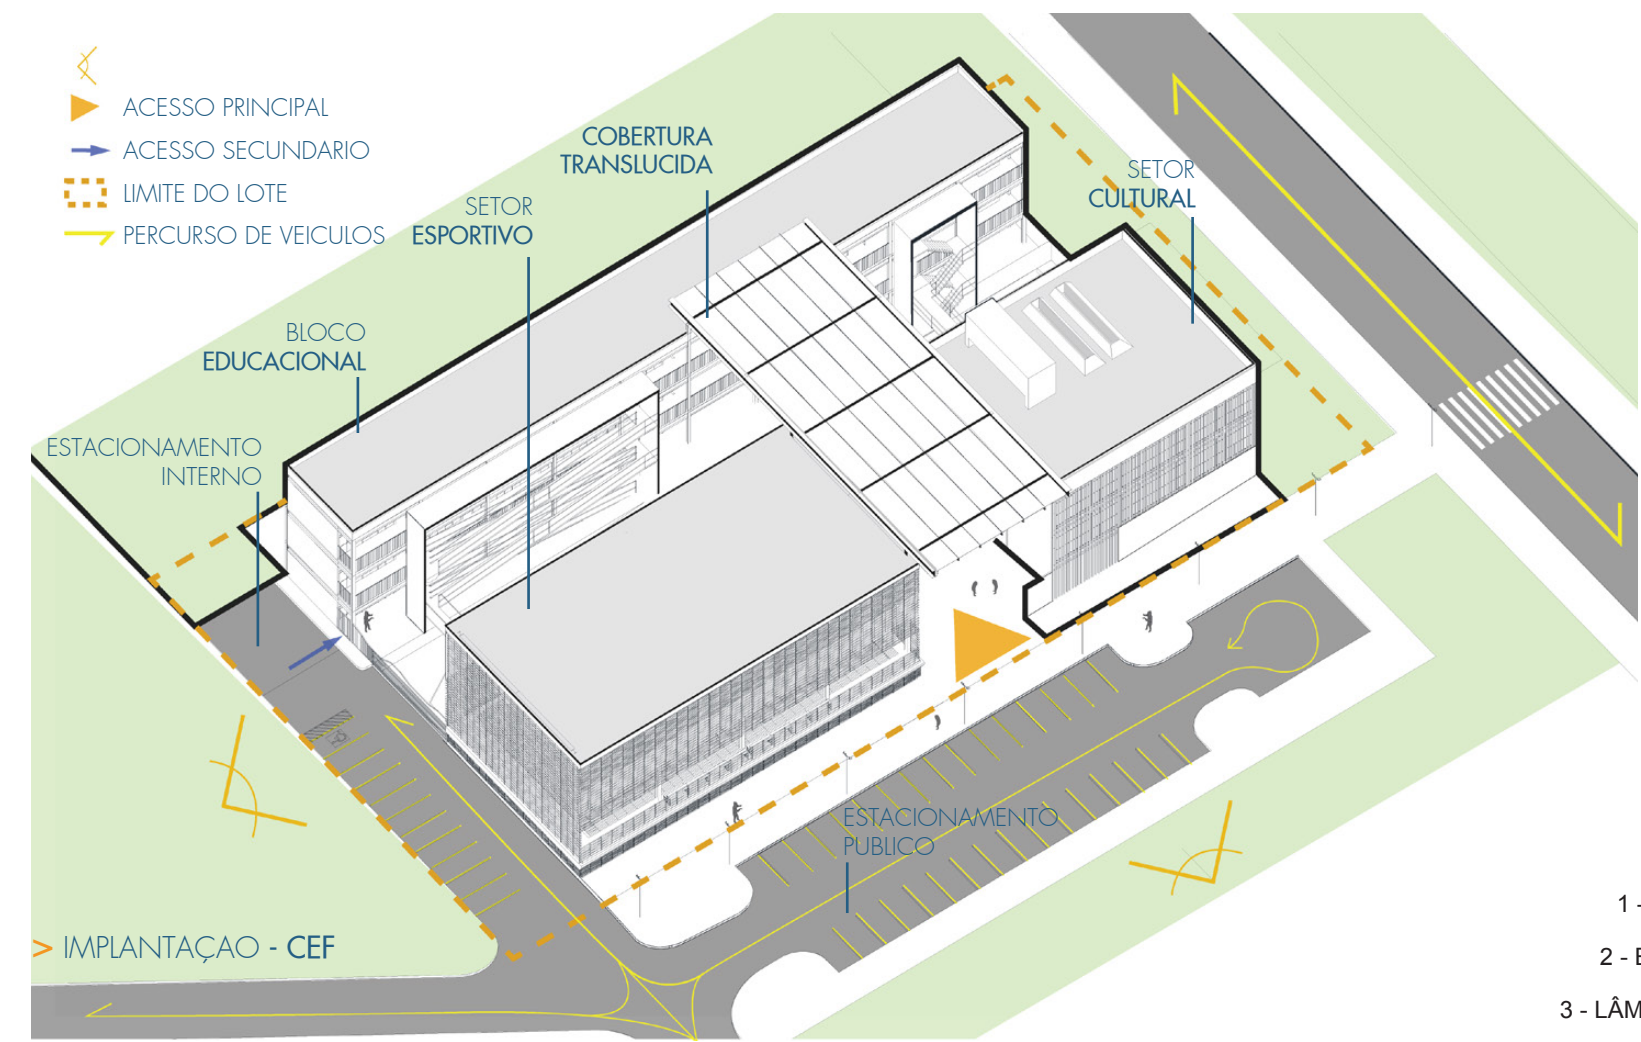 ACESSO PRINCIPAL
ACESSO SECUNDARIO
LIMITE DO LOTE
PERCURSO DE VEICULOS
COBERTURA
TRANSLUCIDA
SETOR
CULTURAL
SETOR
ESPORTIVO
BLOCO
EDUCACIONAL
ESTACIONAMENTO
INTERNO
ESTACIONAMENTO
PUBLICO
> IMPLANTAÇAO - CEF
1 -
2 - E
3 - LÂM